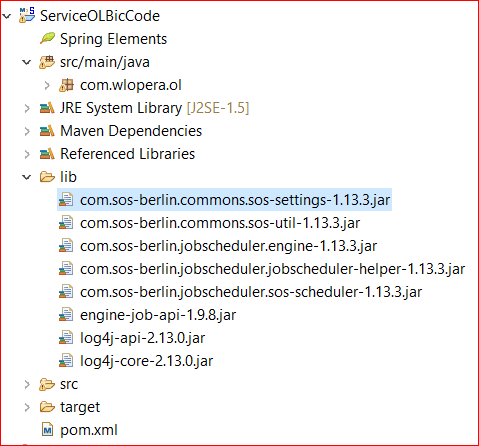 ServiceOLBicCode
Spring Elements
src/main/java
com.wlopera.ol
JRE System Library [J2SE-1.5]
Maven Dependencies
Referenced Libraries
lib
com.sos-berlin.commons.sos-settings-1.13.3.jar
com.sos-berlin.commons.sos-util-1.13.3.jar
com.sos-berlin.jobscheduler.engine-1.13.3.jar
com.sos-berlin.jobscheduler.jobscheduler-helper-1.13.3.jar
com.sos-berlin.jobscheduler.sos-scheduler-1.13.3.jar
engine-job-api-1.9.8.jar
log4j-api-2.13.0.jar
log4j-core-2.13.0.jar
src
target
pom.xml